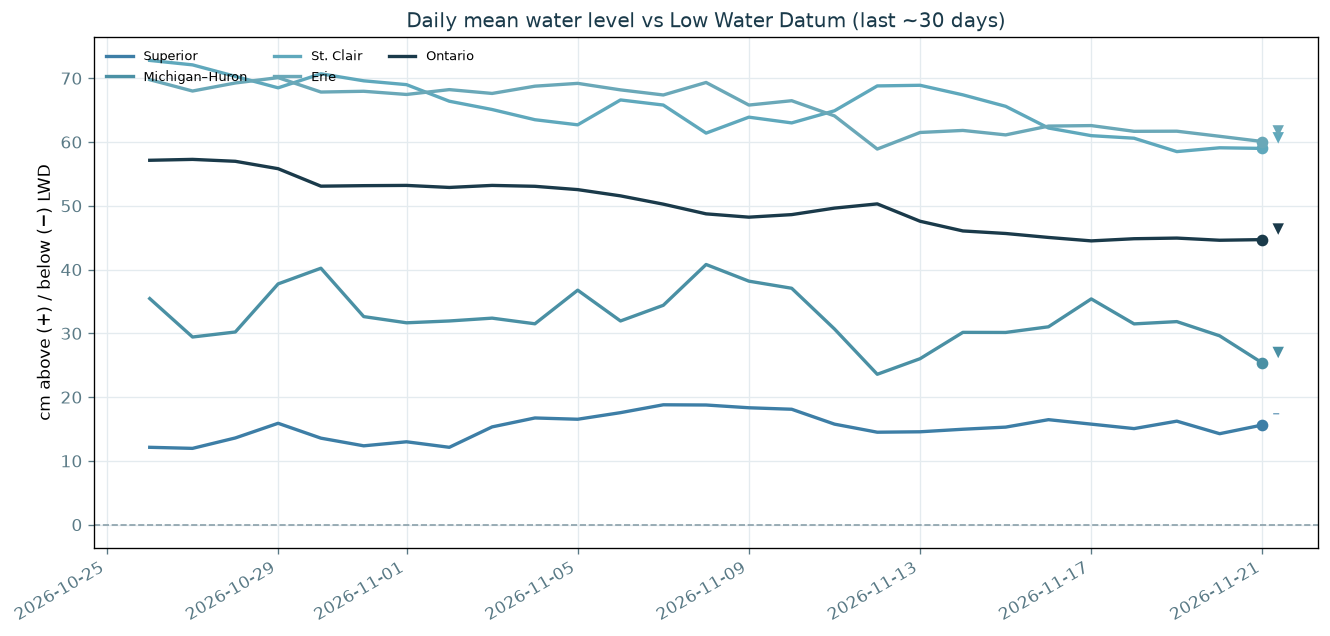 Daily mean water level vs Low Water Datum (last ~30 days)
Superior
Michigan–Huron
St. Clair
Erie
Ontario
cm above (+) / below (−) LWD
70
60
50
40
30
20
10
0
2026-10-25
2026-10-29
2026-11-01
2026-11-05
2026-11-09
2026-11-13
2026-11-17
2026-11-21